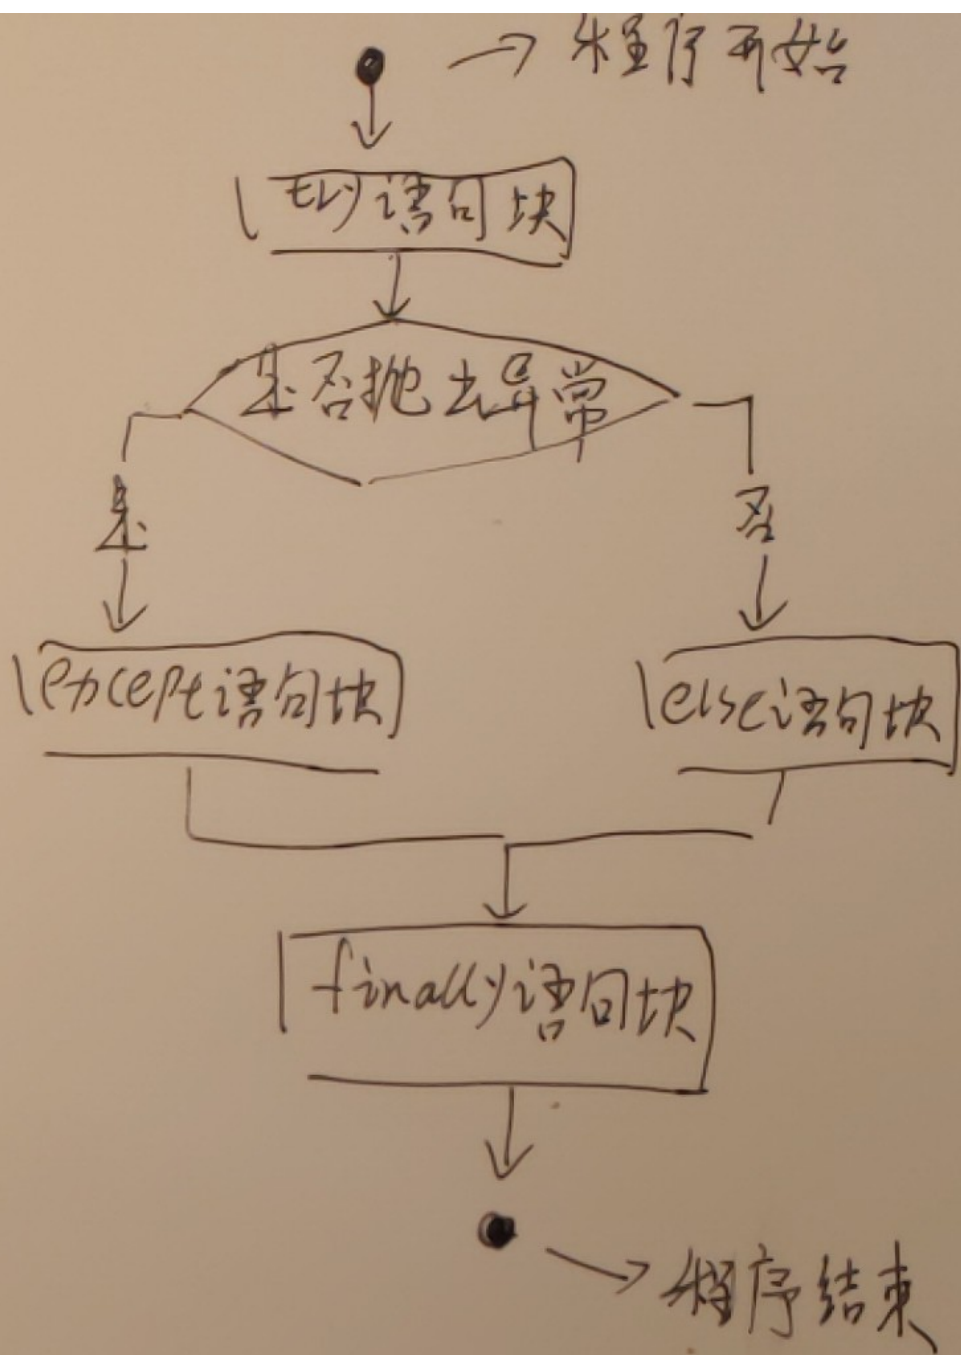 程序开始
try语句块
是否抛出异常
是
否
except语句块
else语句块
finally语句块
程序结束